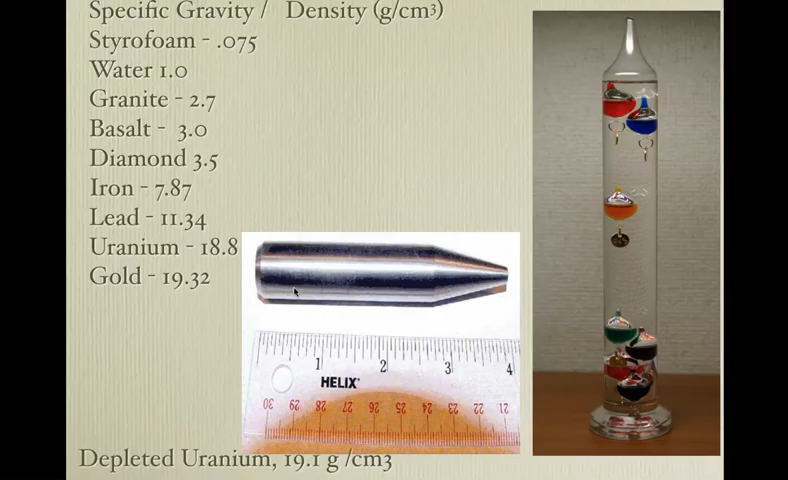 Specific Gravity / Density (g/cm³)
Styrofoam - .075
Water 1.0
Granite - 2.7
Basalt - 3.0
Diamond 3.5
Iron - 7.87
Lead - 11.34
Uranium - 18.8
Gold - 19.32
1 2 3 4
HELIX
30 29 28 27 26 25 24 23 22 21
Depleted Uranium, 19.1 g /cm3